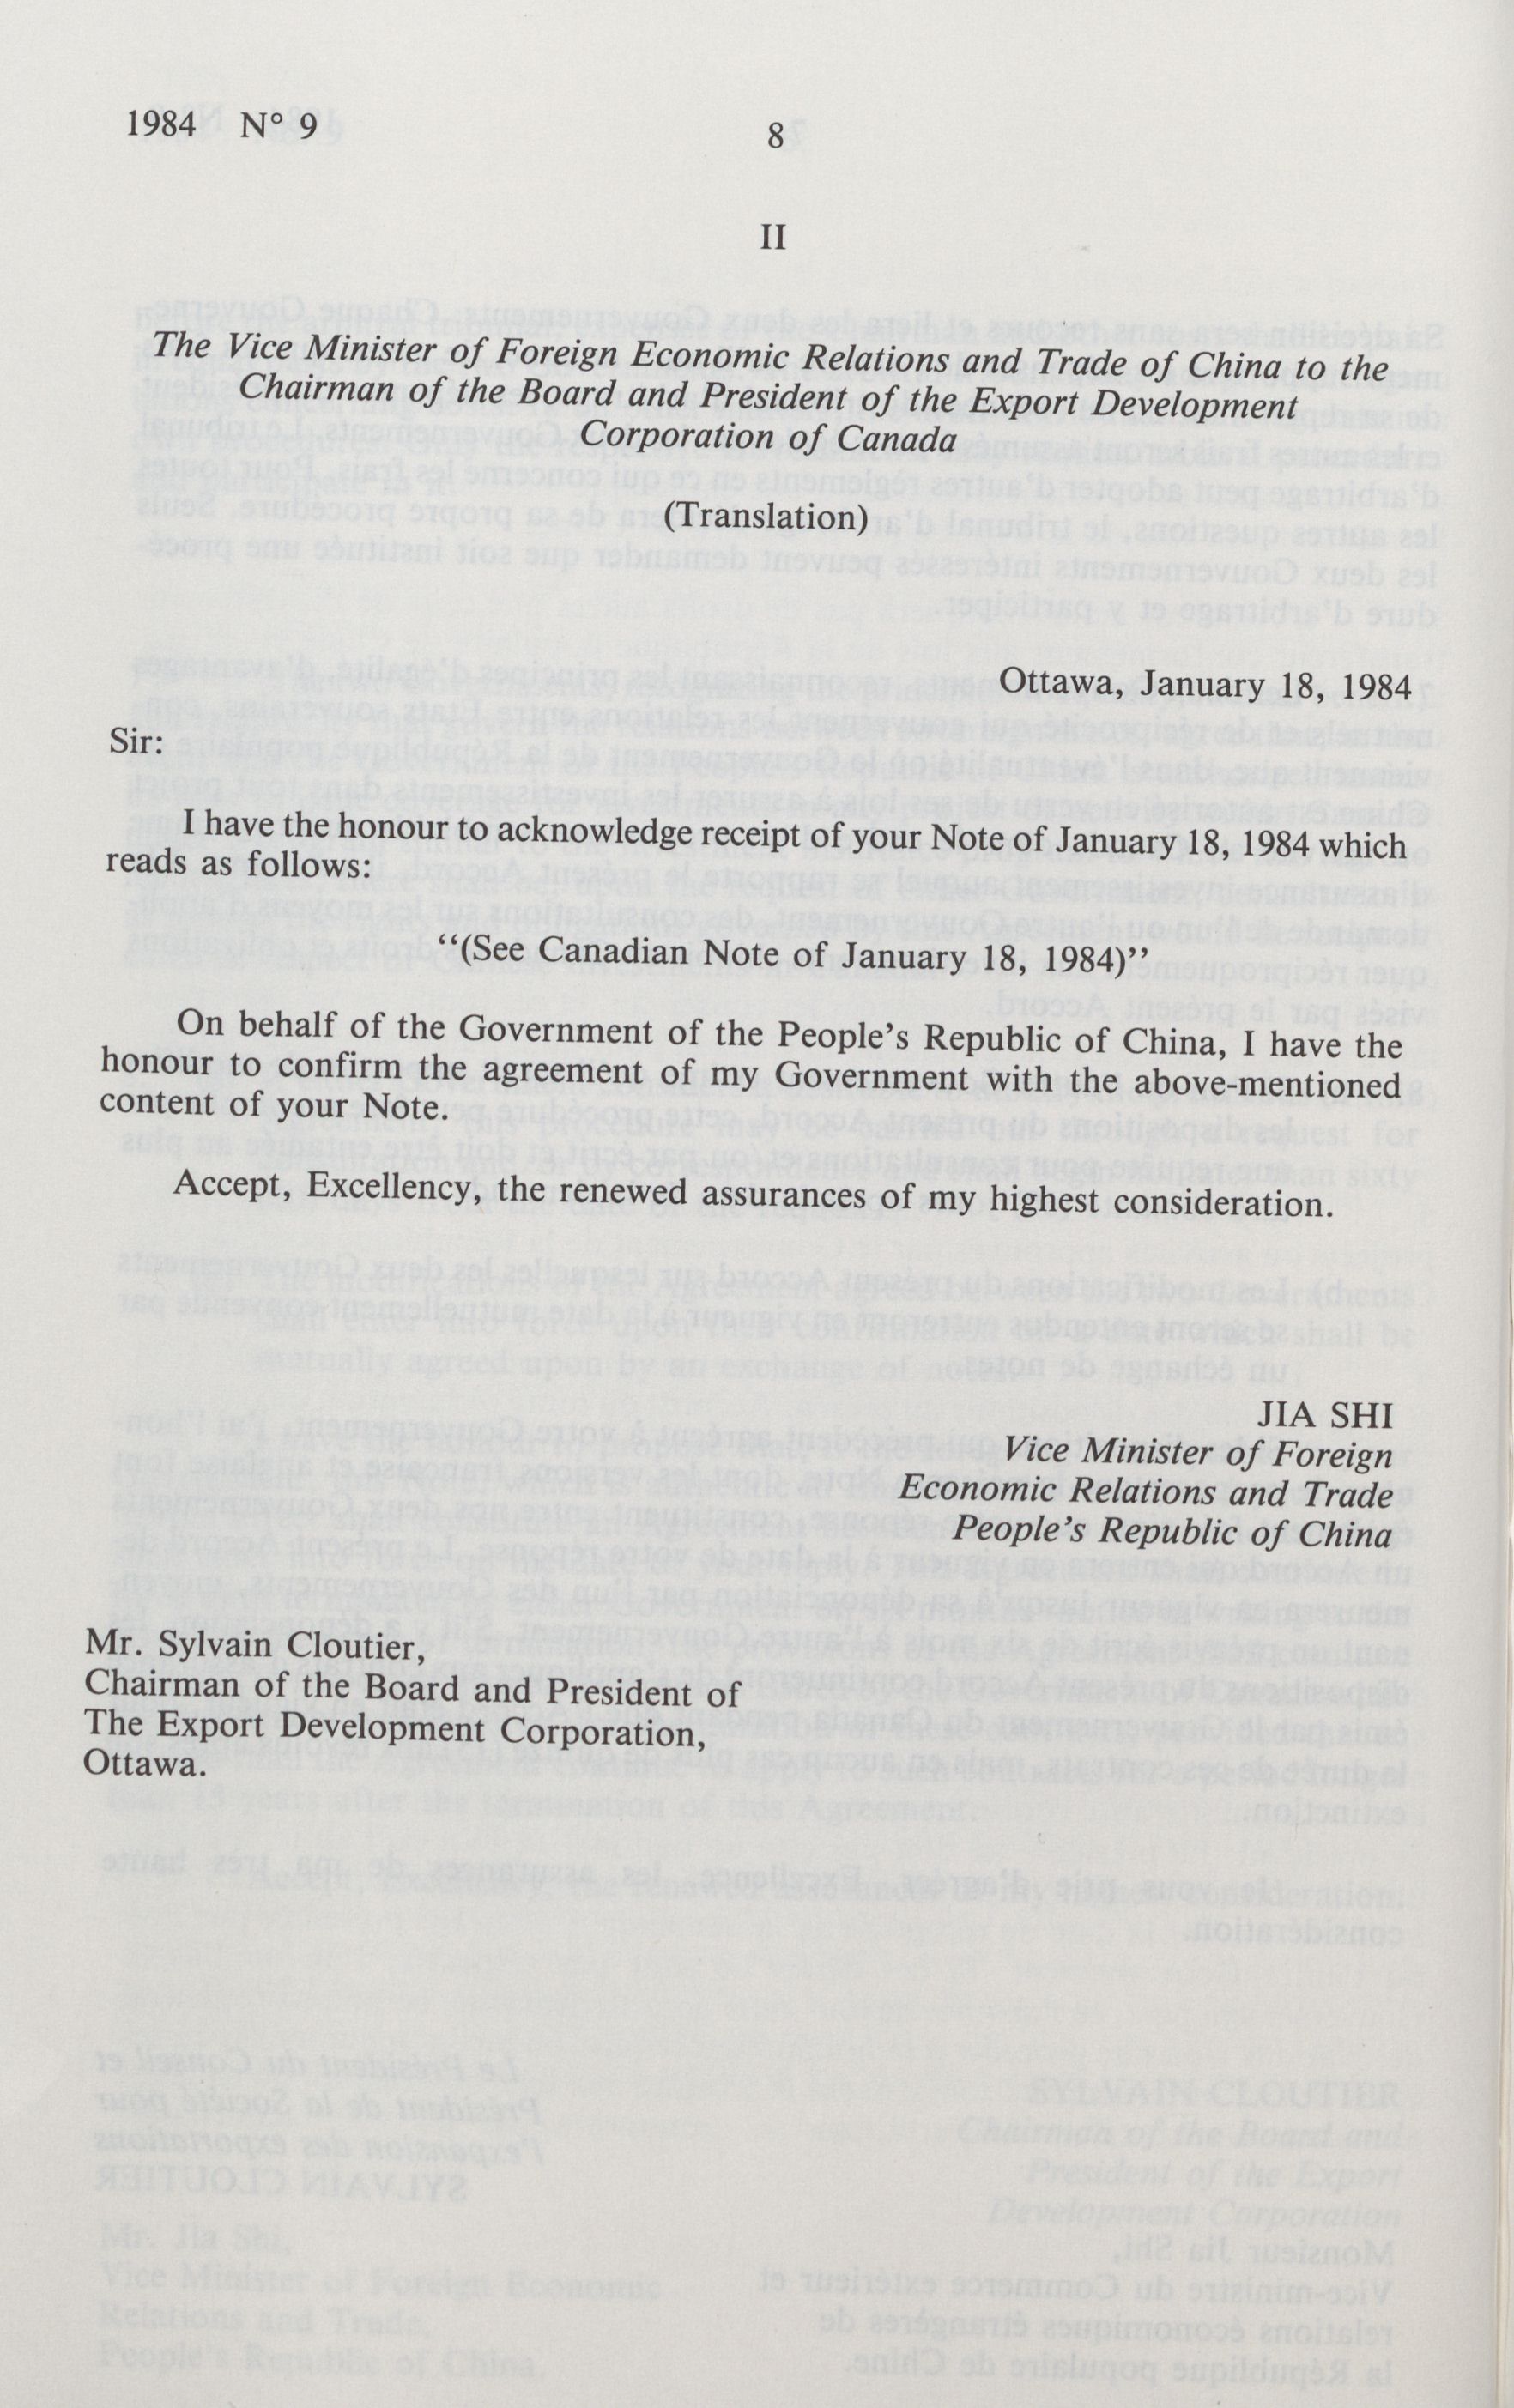 1984 N° 9
8
II
The Vice Minister of Foreign Economic Relations and Trade of China to the
Chairman of the Board and President of the Export Development
Corporation of Canada
(Translation)
Ottawa, January 18, 1984
Sir:
I have the honour to acknowledge receipt of your Note of January 18, 1984 which
reads as follows:
“(See Canadian Note of January 18, 1984)”
On behalf of the Government of the People’s Republic of China, I have the
honour to confirm the agreement of my Government with the above-mentioned
content of your Note.
Accept, Excellency, the renewed assurances of my highest consideration.
JIA SHI
Vice Minister of Foreign
Economic Relations and Trade
People’s Republic of China
Mr. Sylvain Cloutier,
Chairman of the Board and President of
The Export Development Corporation,
Ottawa.